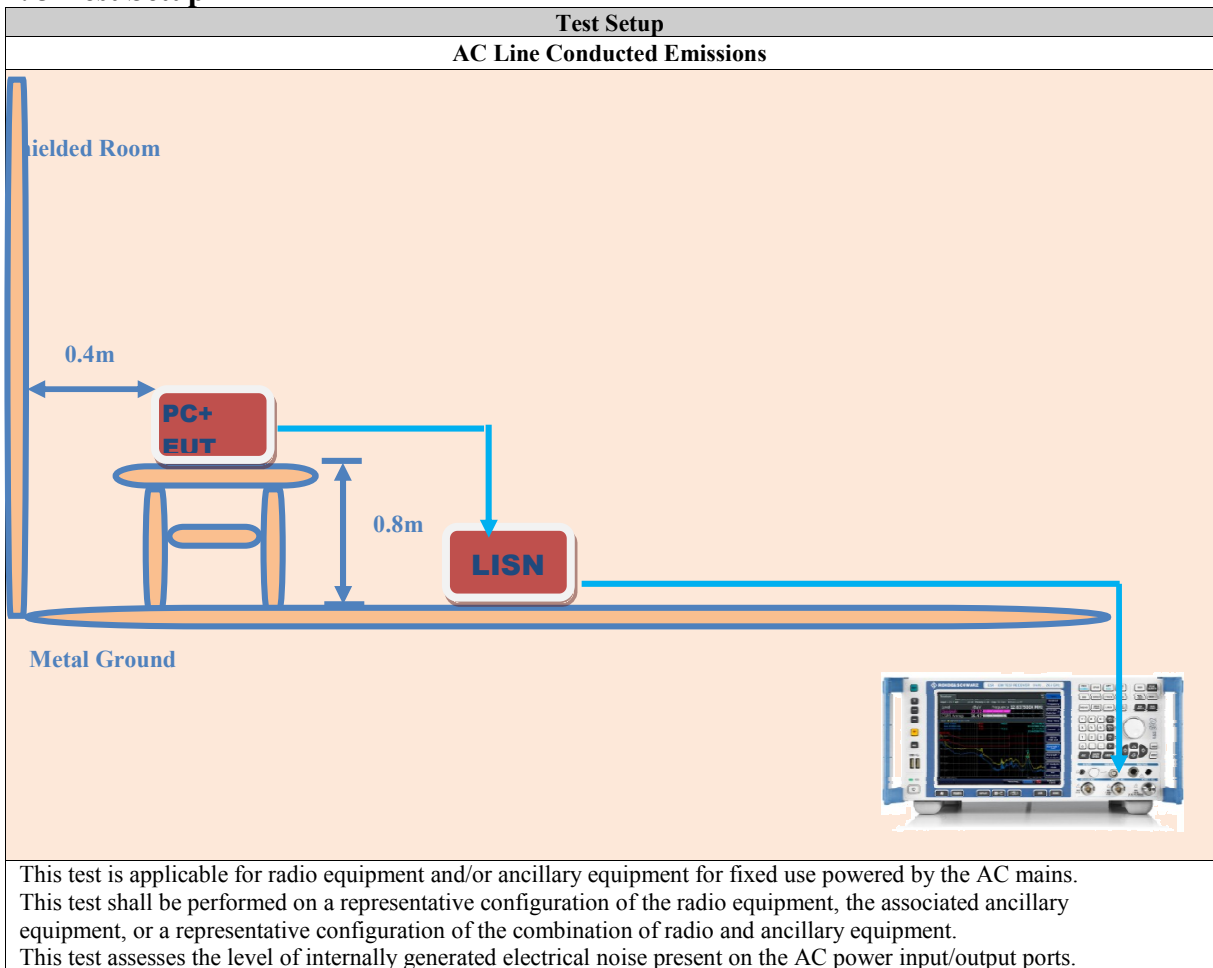 Test Setup
AC Line Conducted Emissions
hielded Room
0.4m
PC+
EUT
0.8m
LISN
Metal Ground
ROHDE&SCHWARZ
This test is applicable for radio equipment and/or ancillary equipment for fixed use powered by the AC mains.
This test shall be performed on a representative configuration of the radio equipment, the associated ancillary
equipment, or a representative configuration of the combination of radio and ancillary equipment.
This test assesses the level of internally generated electrical noise present on the AC power input/output ports.